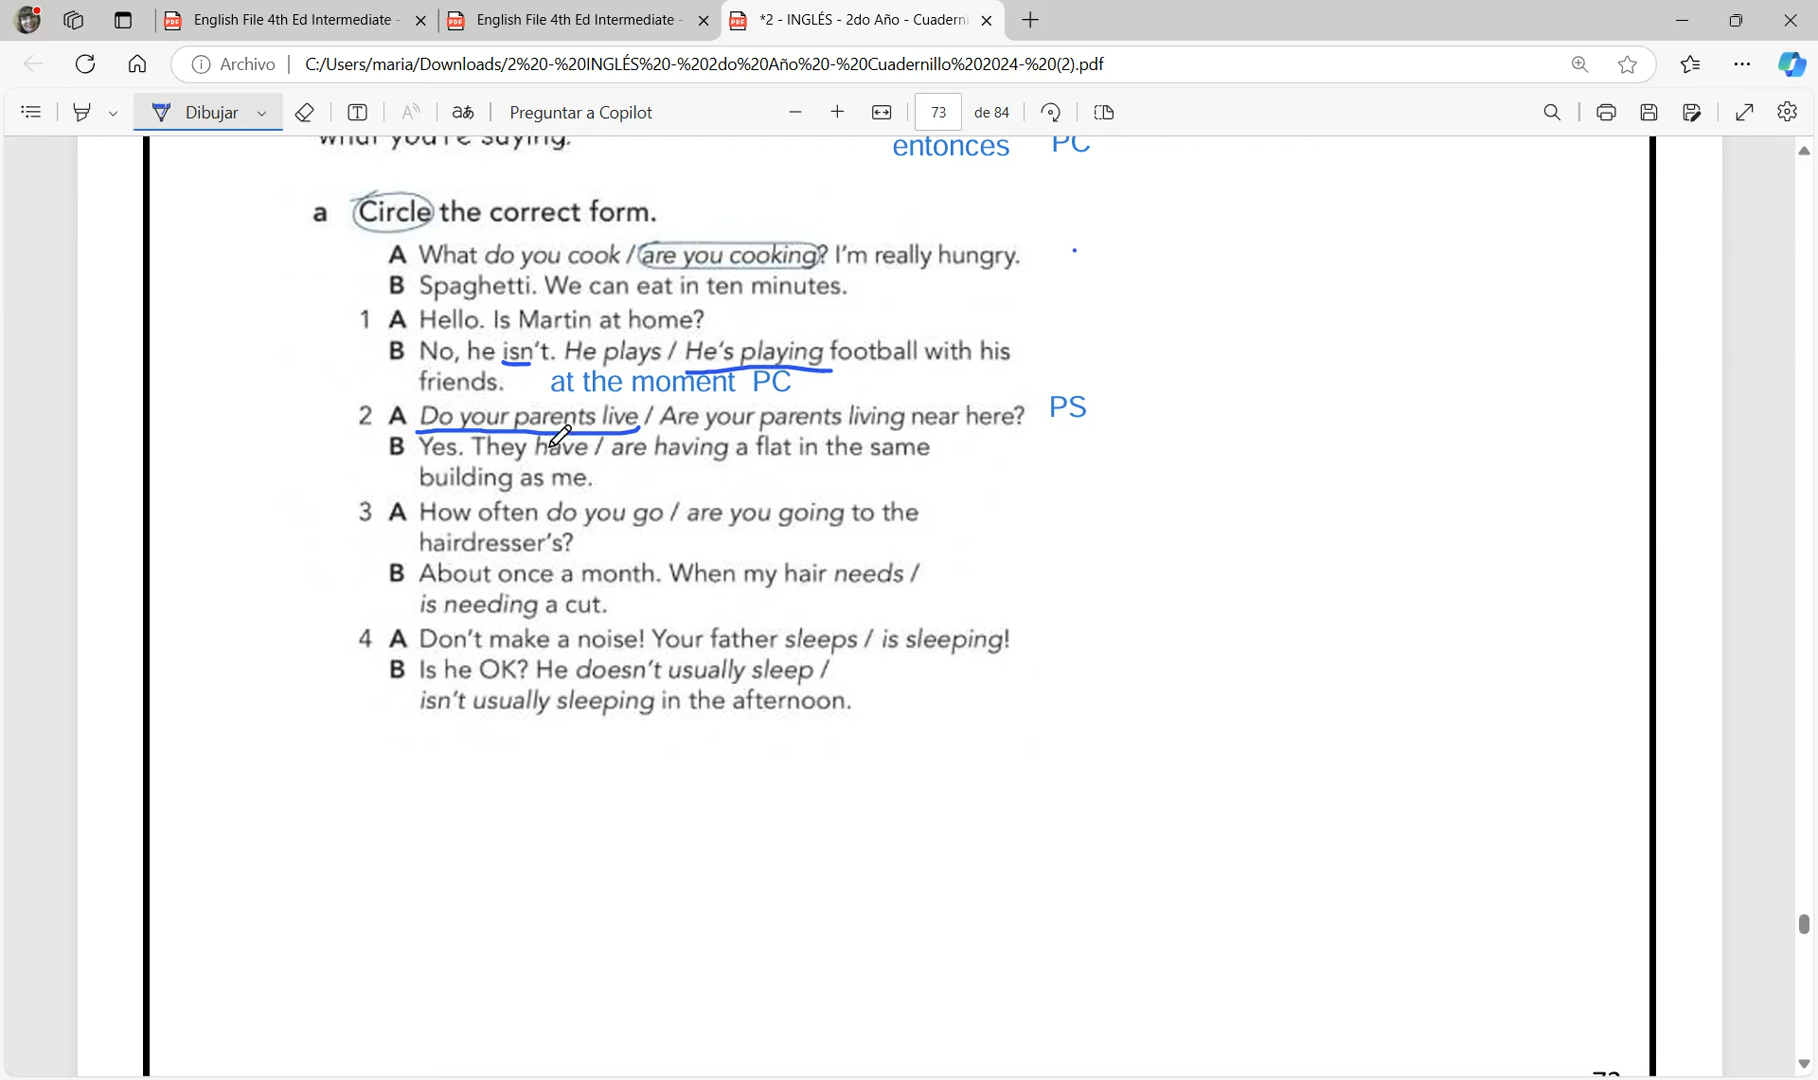 English File 4th Ed Intermediate -
English File 4th Ed Intermediate -
*2 - INGLÉS - 2do Año - Cuaderni
Archivo
C:/Users/maria/Downloads/2%20-%20INGLÉS%20-%202do%20Año%20-%20Cuadernillo%202024-%20(2).pdf
Dibujar
aあ
Preguntar a Copilot
73
de 84
what you're saying.
entonces PC
a Circle the correct form.
A What do you cook / are you cooking? I'm really hungry.
B Spaghetti. We can eat in ten minutes.
1 A Hello. Is Martin at home?
B No, he isn't. He plays / He's playing football with his
friends. at the moment PC
2 A Do your parents live / Are your parents living near here? PS
B Yes. They have / are having a flat in the same
building as me.
3 A How often do you go / are you going to the
hairdresser's?
B About once a month. When my hair needs /
is needing a cut.
4 A Don't make a noise! Your father sleeps / is sleeping!
B Is he OK? He doesn't usually sleep /
isn't usually sleeping in the afternoon.